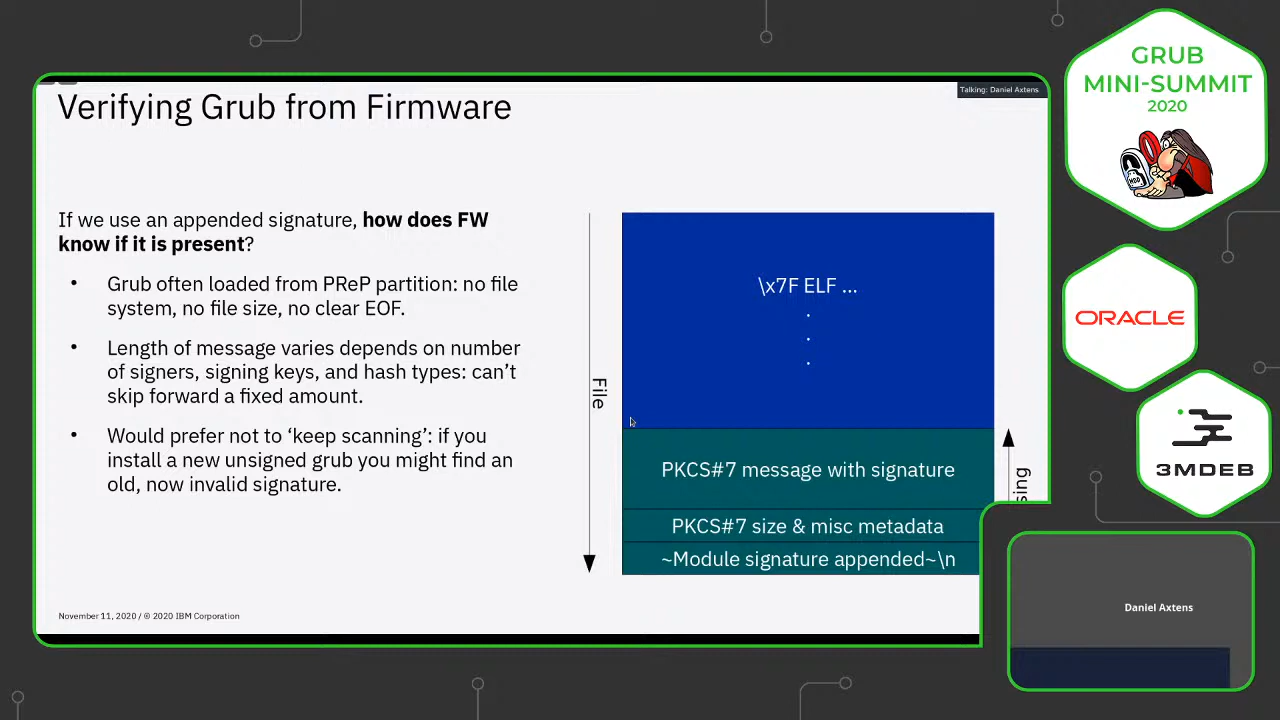 Verifying Grub from Firmware
Talking: Daniel Axtens
If we use an appended signature, how does FW
know if it is present?
• Grub often loaded from PReP partition: no file
system, no file size, no clear EOF.
• Length of message varies depends on number
of signers, signing keys, and hash types: can't
skip forward a fixed amount.
• Would prefer not to 'keep scanning': if you
install a new unsigned grub you might find an
old, now invalid signature.
File
\x7F ELF ...
.
.
.
PKCS#7 message with signature
PKCS#7 size & misc metadata
~Module signature appended~\n
November 11, 2020 / © 2020 IBM Corporation
GRUB
MINI-SUMMIT
2020
ORACLE
3MDEB
Daniel Axtens